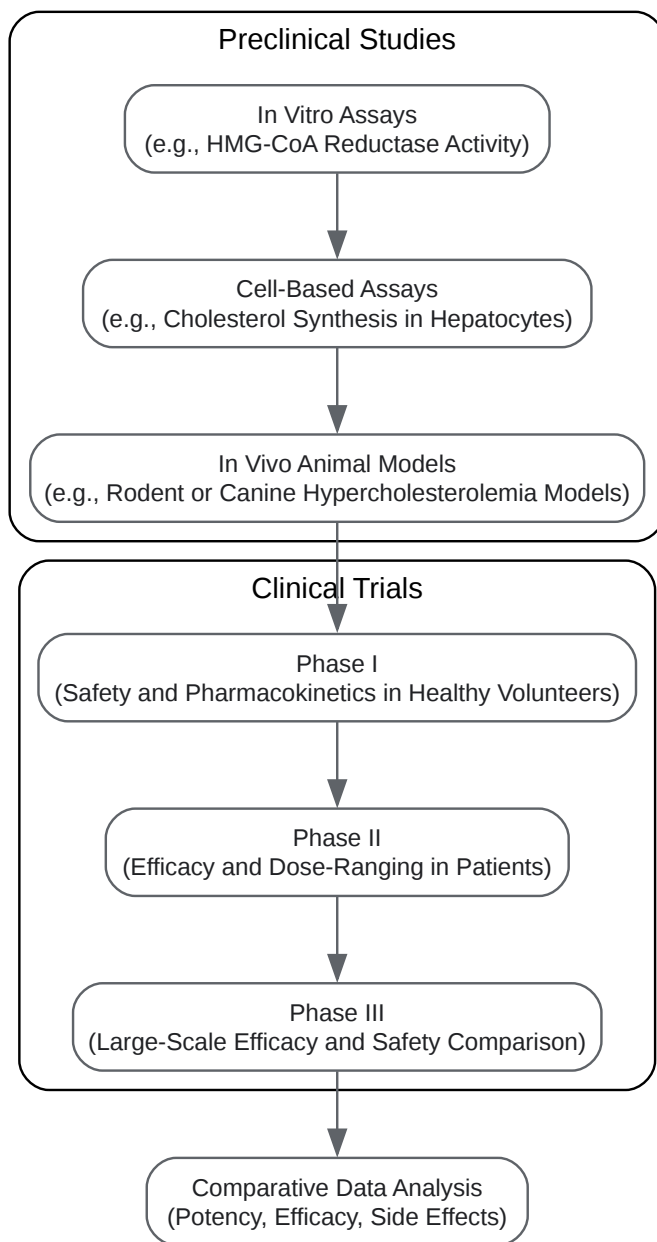 Preclinical Studies
In Vitro Assays
(e.g., HMG-CoA Reductase Activity)
Cell-Based Assays
(e.g., Cholesterol Synthesis in Hepatocytes)
In Vivo Animal Models
(e.g., Rodent or Canine Hypercholesterolemia Models)
Clinical Trials
Phase I
(Safety and Pharmacokinetics in Healthy Volunteers)
Phase II
(Efficacy and Dose-Ranging in Patients)
Phase III
(Large-Scale Efficacy and Safety Comparison)
Comparative Data Analysis
(Potency, Efficacy, Side Effects)